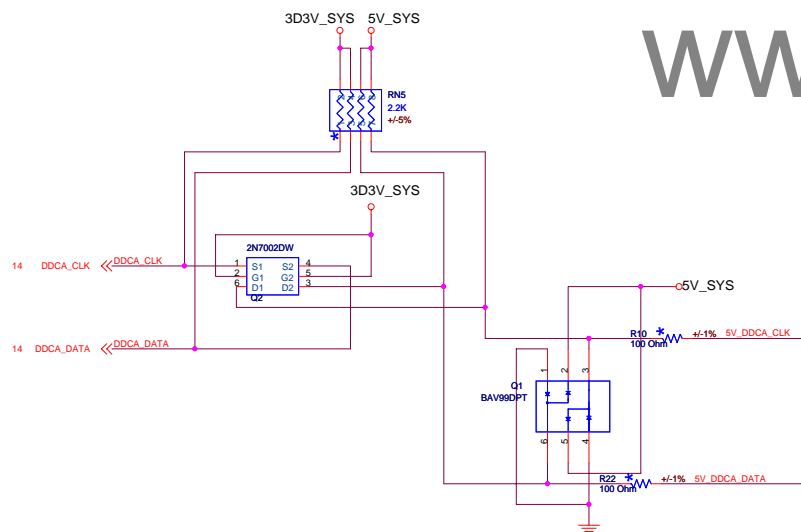 3D3V_SYS 5V_SYS
WW
RN5
2.2K
+/-5%
*
3D3V_SYS
2N7002DW
14 DDCA_CLK DDCA_CLK 1 S1 S2 4
2 G1 G2 5
6 D1 D2 3
Q2
5V_SYS
14 DDCA_DATA DDCA_DATA
R10 * +/-1% 5V_DDCA_CLK
100 Ohm
1 2 3
Q1
BAV99DPT
6 5 4
R22 * +/-1% 5V_DDCA_DATA
100 Ohm